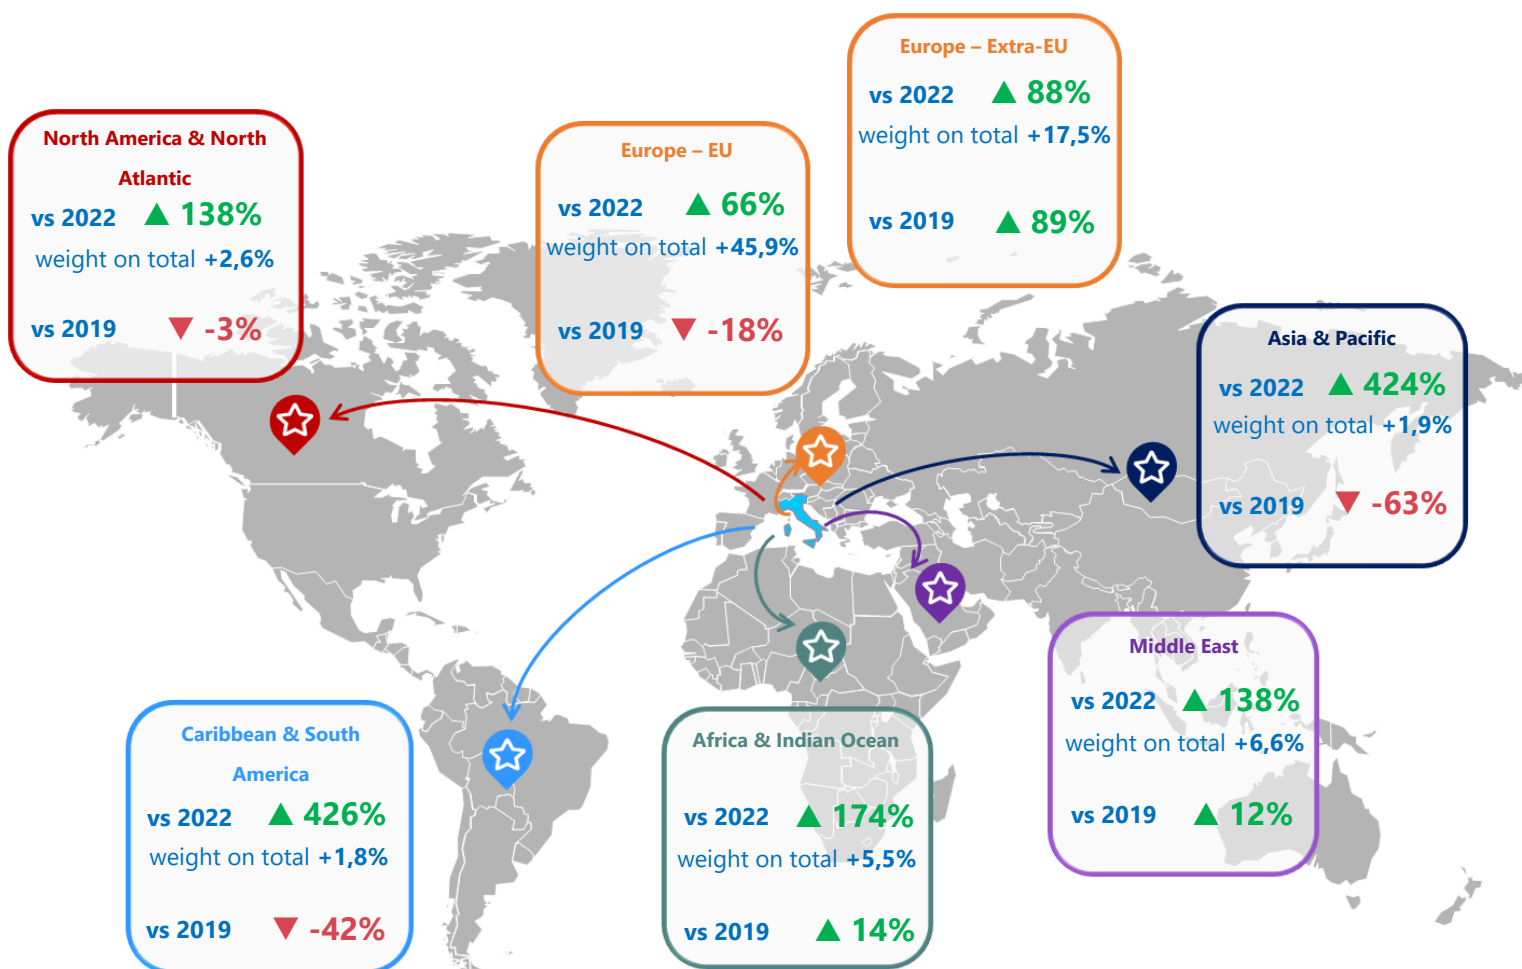 Europe – Extra-EU
vs 2022 ▲ 88%
weight on total +17,5%
vs 2019 ▲ 89%
North America & North
Atlantic
vs 2022 ▲ 138%
weight on total +2,6%
vs 2019 ▼ -3%
Europe – EU
vs 2022 ▲ 66%
weight on total +45,9%
vs 2019 ▼ -18%
Asia & Pacific
vs 2022 ▲ 424%
weight on total +1,9%
vs 2019 ▼ -63%
Middle East
vs 2022 ▲ 138%
weight on total +6,6%
vs 2019 ▲ 12%
Caribbean & South
America
vs 2022 ▲ 426%
weight on total +1,8%
vs 2019 ▼ -42%
Africa & Indian Ocean
vs 2022 ▲ 174%
weight on total +5,5%
vs 2019 ▲ 14%